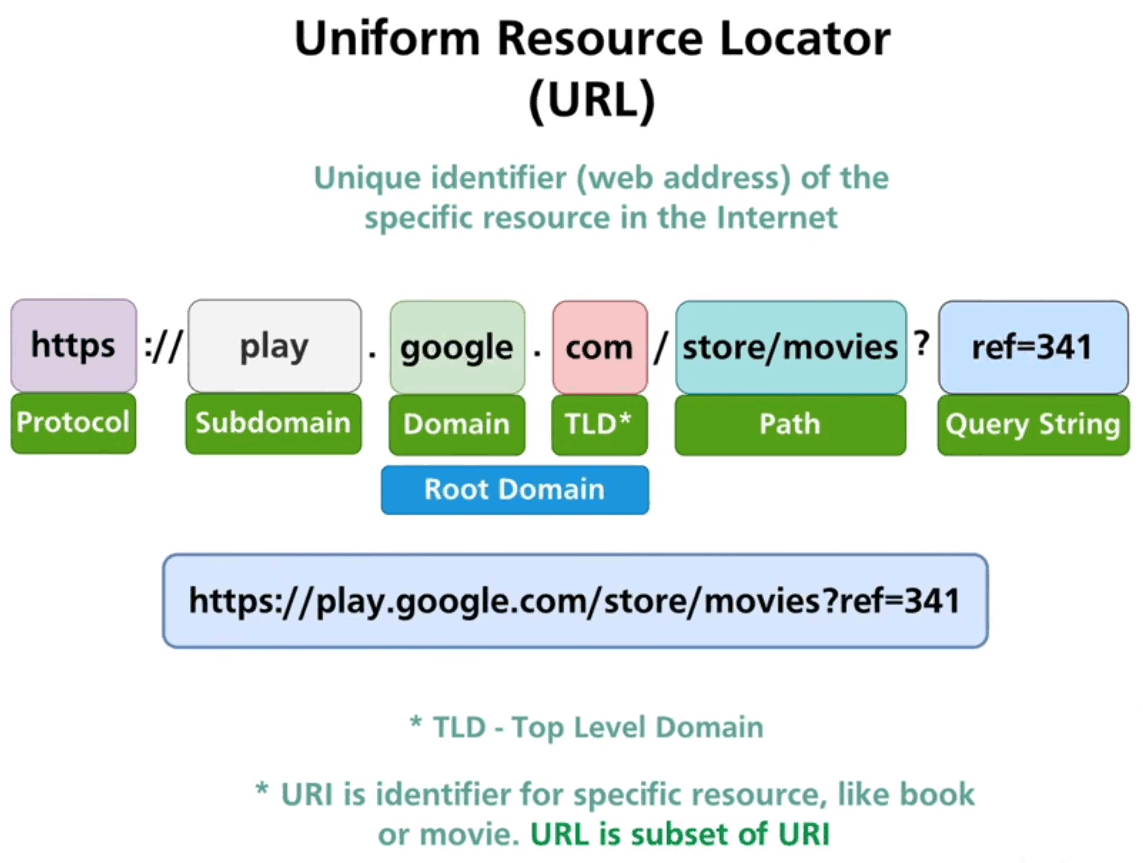 Uniform Resource Locator
(URL)
Unique identifier (web address) of the
specific resource in the Internet
https :// play . google . com / store/movies ? ref=341
Protocol Subdomain Domain TLD* Path Query String
Root Domain
https://play.google.com/store/movies?ref=341
* TLD - Top Level Domain
* URI is identifier for specific resource, like book
or movie. URL is subset of URI